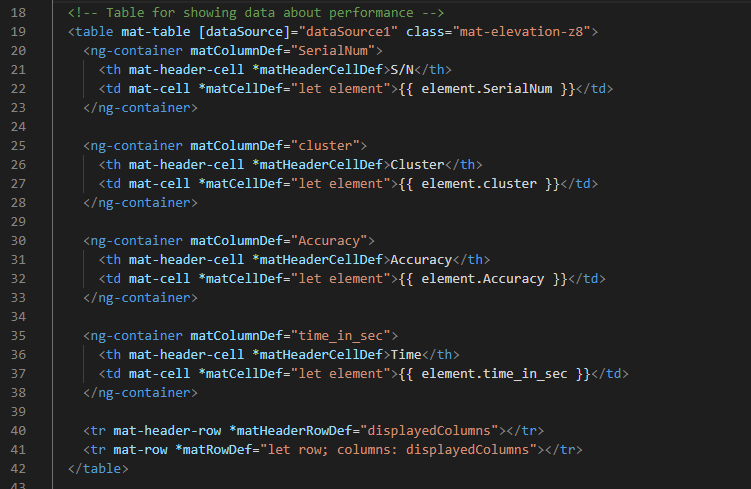 18 <!-- Table for showing data about performance -->
19 <table mat-table [dataSource]="dataSource1" class="mat-elevation-z8">
20 <ng-container matColumnDef="SerialNum">
21 <th mat-header-cell *matHeaderCellDef>S/N</th>
22 <td mat-cell *matCellDef="let element">{{ element.SerialNum }}</td>
23 </ng-container>
24
25 <ng-container matColumnDef="cluster">
26 <th mat-header-cell *matHeaderCellDef>Cluster</th>
27 <td mat-cell *matCellDef="let element">{{ element.cluster }}</td>
28 </ng-container>
29
30 <ng-container matColumnDef="Accuracy">
31 <th mat-header-cell *matHeaderCellDef>Accuracy</th>
32 <td mat-cell *matCellDef="let element">{{ element.Accuracy }}</td>
33 </ng-container>
34
35 <ng-container matColumnDef="time_in_sec">
36 <th mat-header-cell *matHeaderCellDef>Time</th>
37 <td mat-cell *matCellDef="let element">{{ element.time_in_sec }}</td>
38 </ng-container>
39
40 <tr mat-header-row *matHeaderRowDef="displayedColumns"></tr>
41 <tr mat-row *matRowDef="let row; columns: displayedColumns"></tr>
42 </table>
43